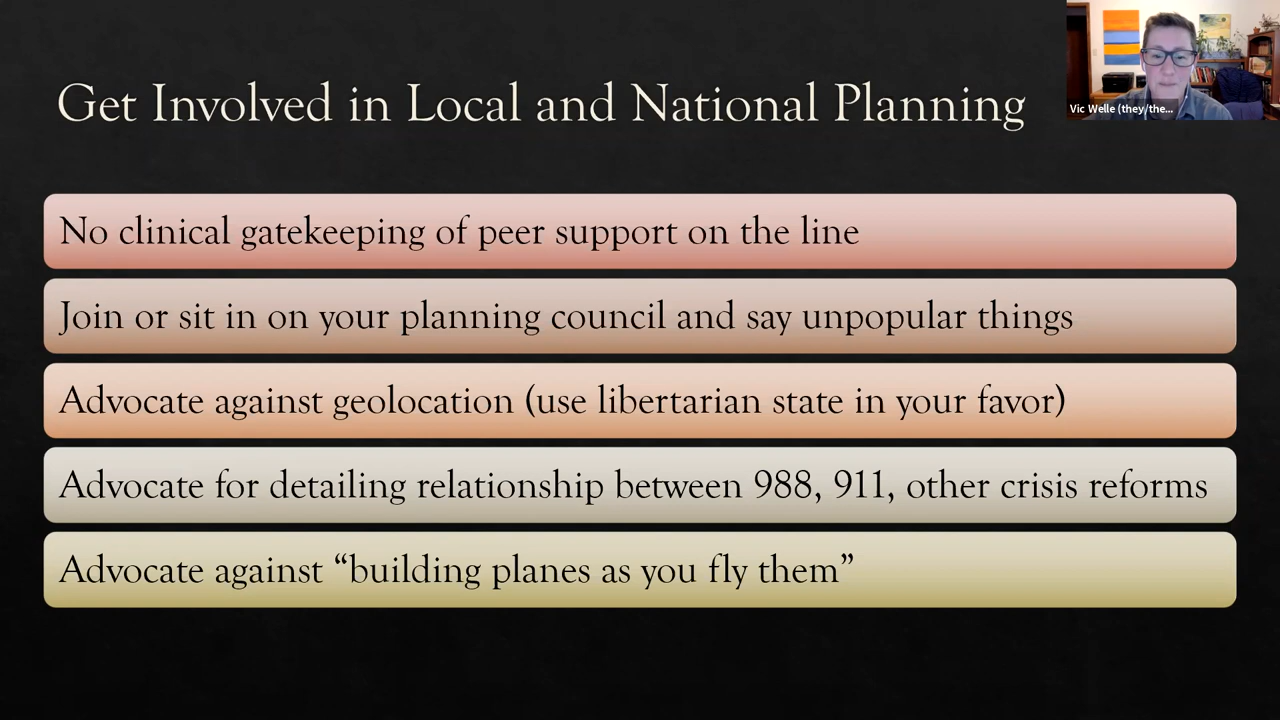 Get Involved in Local and National Planning
Vic Welle (they/the...
No clinical gatekeeping of peer support on the line
Join or sit in on your planning council and say unpopular things
Advocate against geolocation (use libertarian state in your favor)
Advocate for detailing relationship between 988, 911, other crisis reforms
Advocate against “building planes as you fly them”